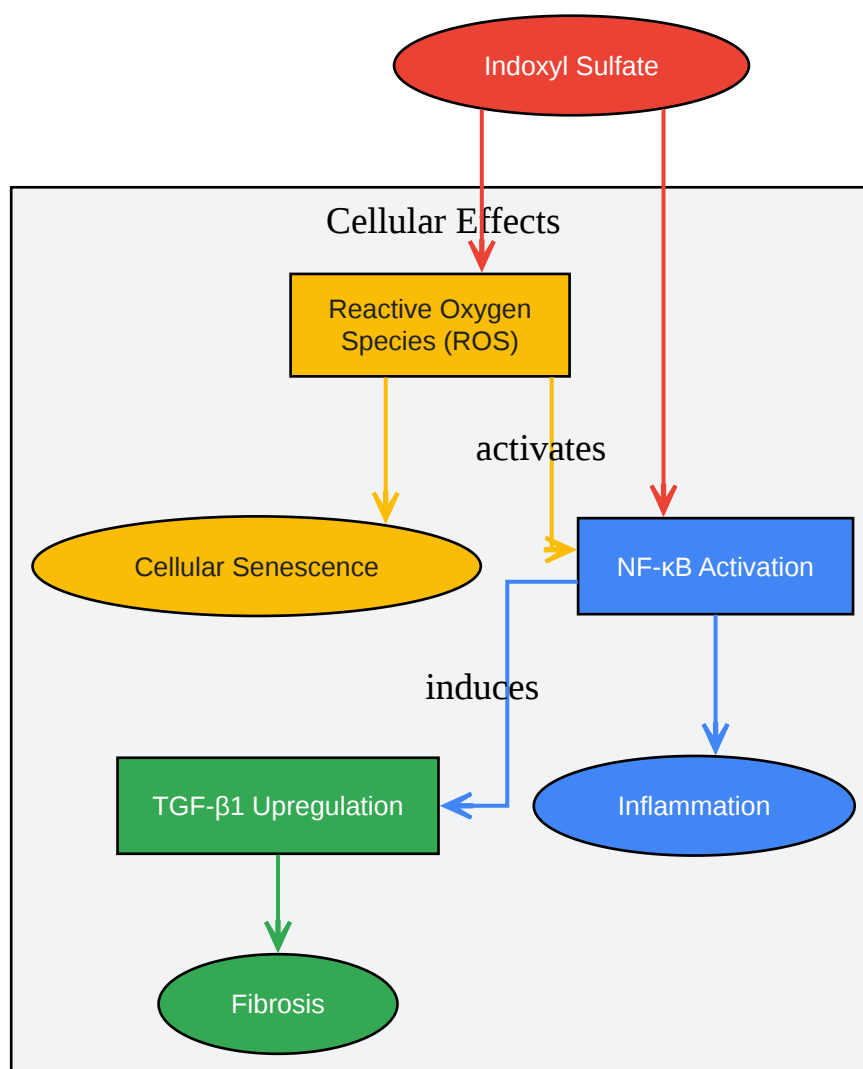 Indoxyl Sulfate
Cellular Effects
Reactive Oxygen
Species (ROS)
activates
Cellular Senescence
NF-κB Activation
induces
TGF-β1 Upregulation
Inflammation
Fibrosis